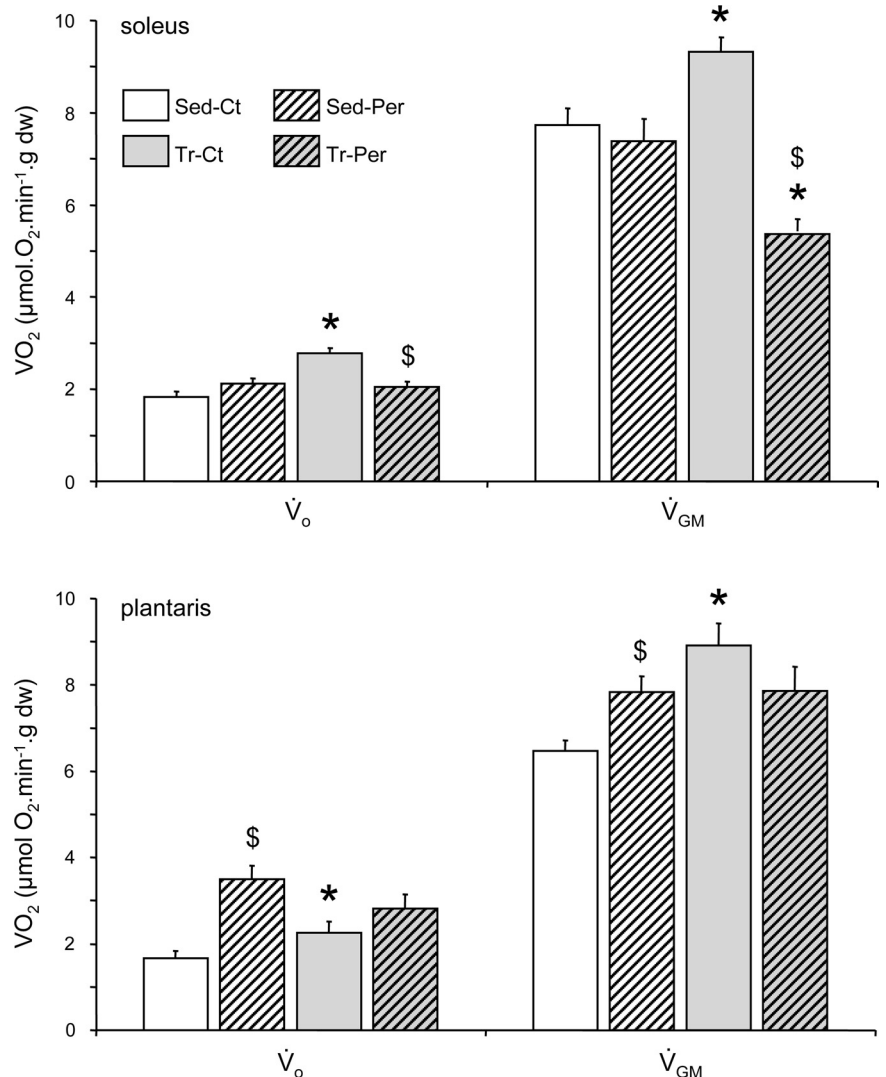 10
soleus
*
Sed-Ct Sed-Per
8
Tr-Ct Tr-Per
$
*
6
VO₂ (µmol.O₂.min⁻¹.g dw)
4
*
$
2
0
V̇ₒ V̇GM
10
plantaris
*
$
8
6
VO₂ (µmol O₂.min⁻¹.g dw)
4
$
*
2
0
V̇ₒ V̇GM